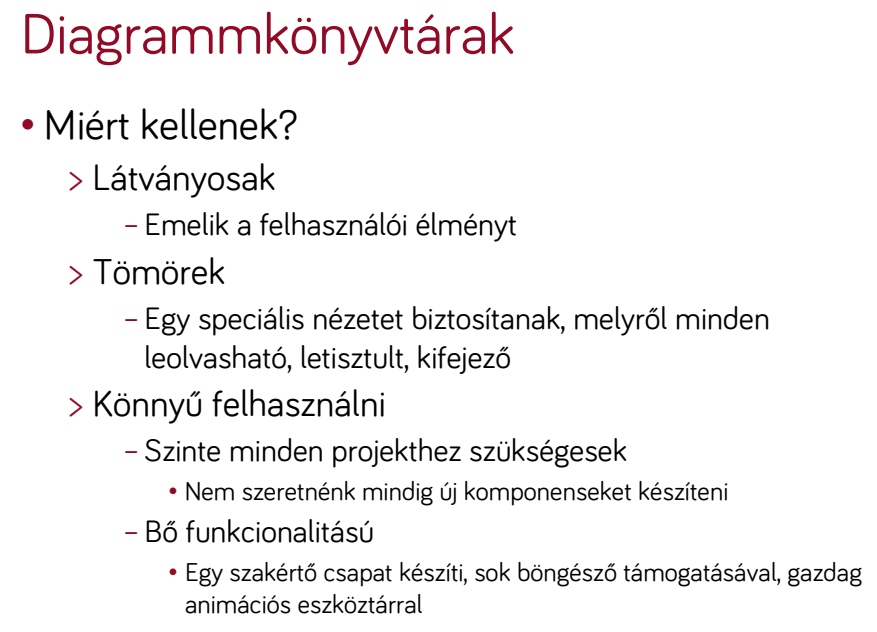 Diagrammkönyvtárak
• Miért kellenek?
> Látványosak
– Emelik a felhasználói élményt
> Tömörek
– Egy speciális nézetet biztosítanak, melyről minden
leolvasható, letisztult, kifejező
> Könnyű felhasználni
– Szinte minden projekthez szükségesek
• Nem szeretnénk mindig új komponenseket készíteni
– Bő funkcionalitású
• Egy szakértő csapat készíti, sok böngésző támogatásával, gazdag
animációs eszköztárral